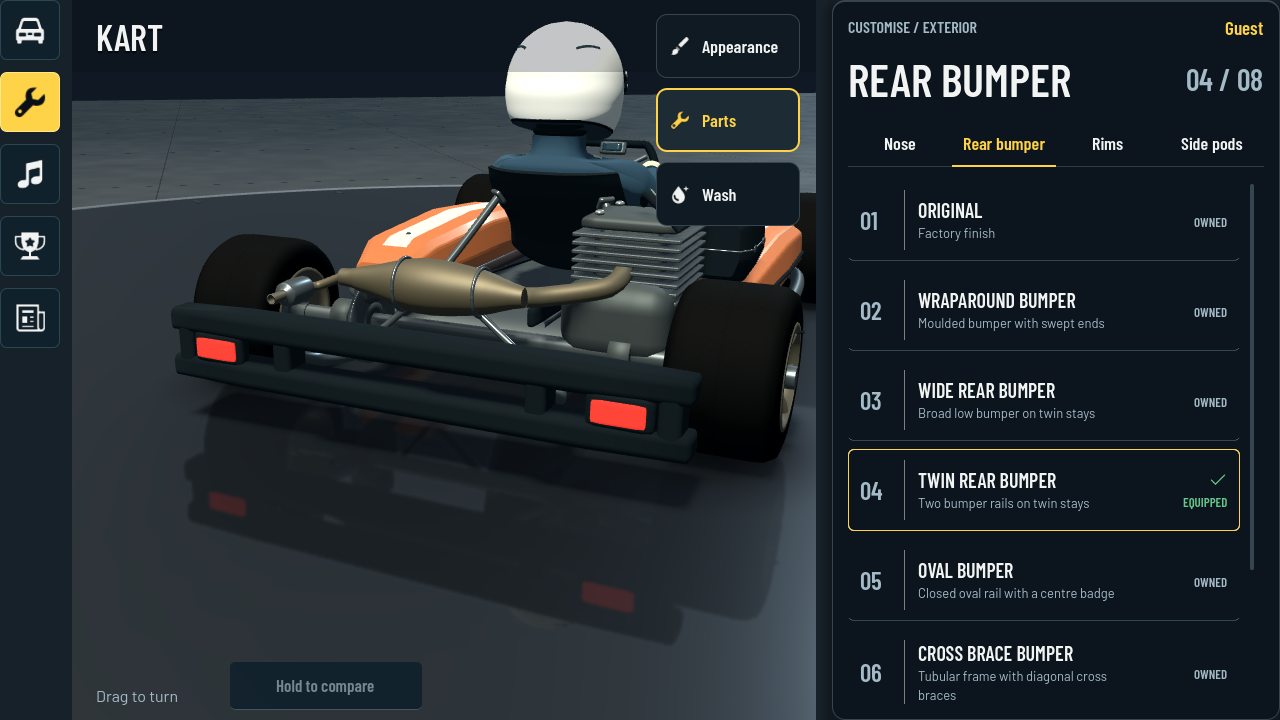 KART
Appearance
Parts
Wash
Drag to turn
Hold to compare
CUSTOMISE / EXTERIOR
Guest
REAR BUMPER
04 / 08
Nose
Rear bumper
Rims
Side pods
01
ORIGINAL
Factory finish
OWNED
02
WRAPAROUND BUMPER
Moulded bumper with swept ends
OWNED
03
WIDE REAR BUMPER
Broad low bumper on twin stays
OWNED
04
TWIN REAR BUMPER
Two bumper rails on twin stays
EQUIPPED
05
OVAL BUMPER
Closed oval rail with a centre badge
OWNED
06
CROSS BRACE BUMPER
Tubular frame with diagonal cross
braces
OWNED